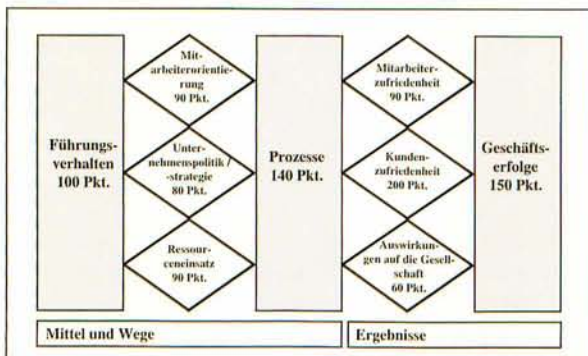 Führungs-
verhalten
100 Pkt.
Mit-
arbeiterorientie-
rung
90 Pkt.
Unter-
nehmenspolitik /
-strategie
80 Pkt.
Ressour-
ceneinsatz
90 Pkt.
Prozesse
140 Pkt.
Mitarbeiter-
zufriedenheit
90 Pkt.
Kunden-
zufriedenheit
200 Pkt.
Auswirkun-
gen auf die Gesell-
schaft
60 Pkt.
Geschäfts-
erfolge
150 Pkt.
Mittel und Wege
Ergebnisse